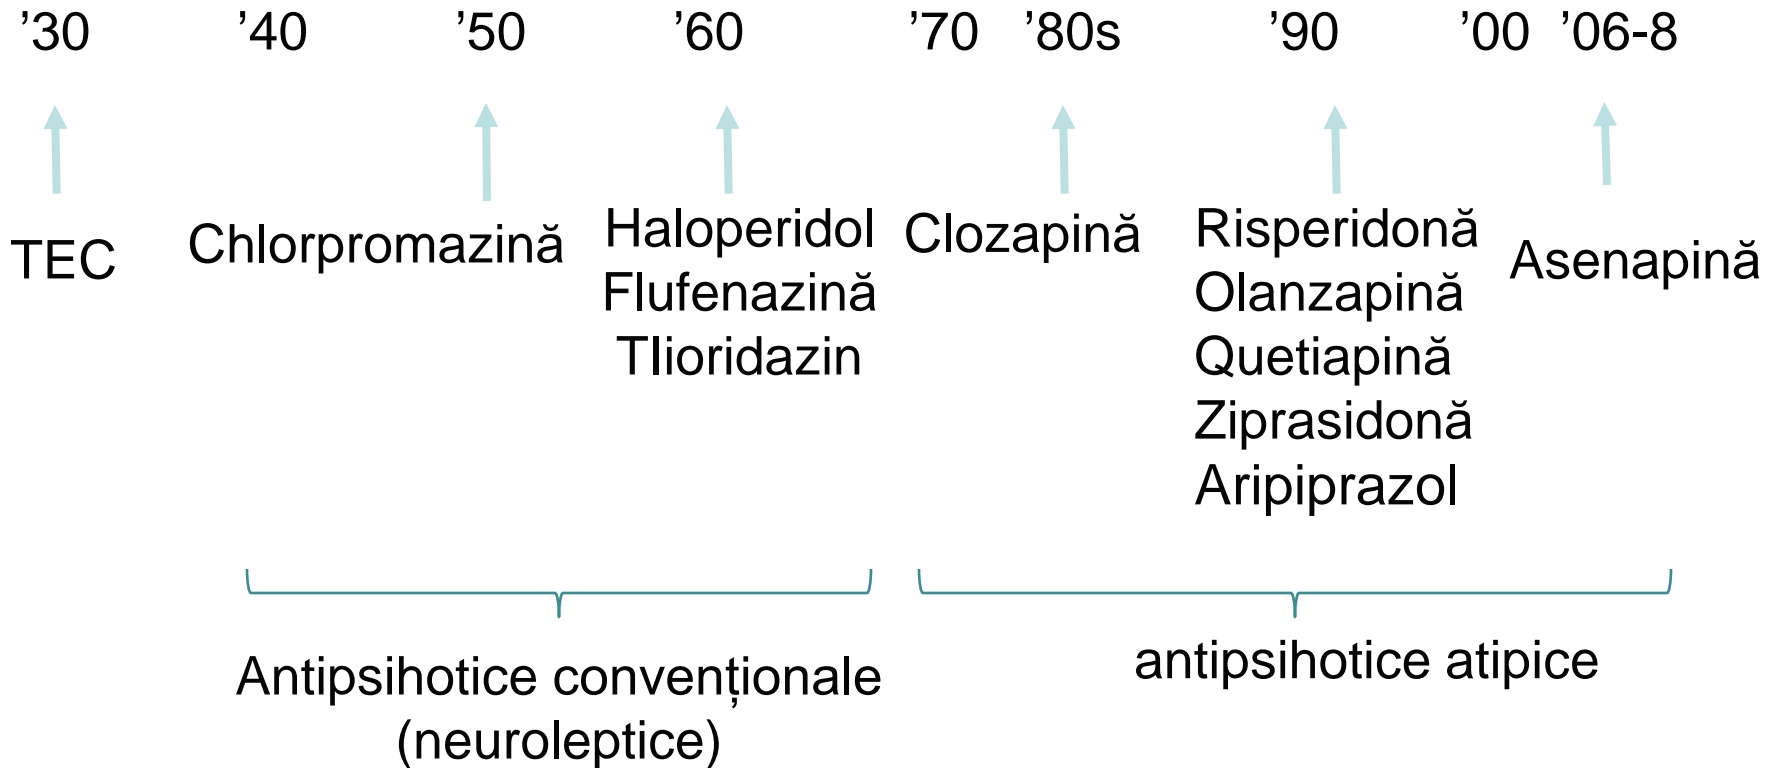 ’30 ’40 ’50 ’60 ’70 ’80s ’90 ’00 ’06-8
TEC
Chlorpromazină
Haloperidol
Flufenazină
Tlioridazin
Clozapină
Risperidonă
Olanzapină
Quetiapină
Ziprasidonă
Aripiprazol
Asenapină
Antipsihotice convenționale
(neuroleptice)
antipsihotice atipice